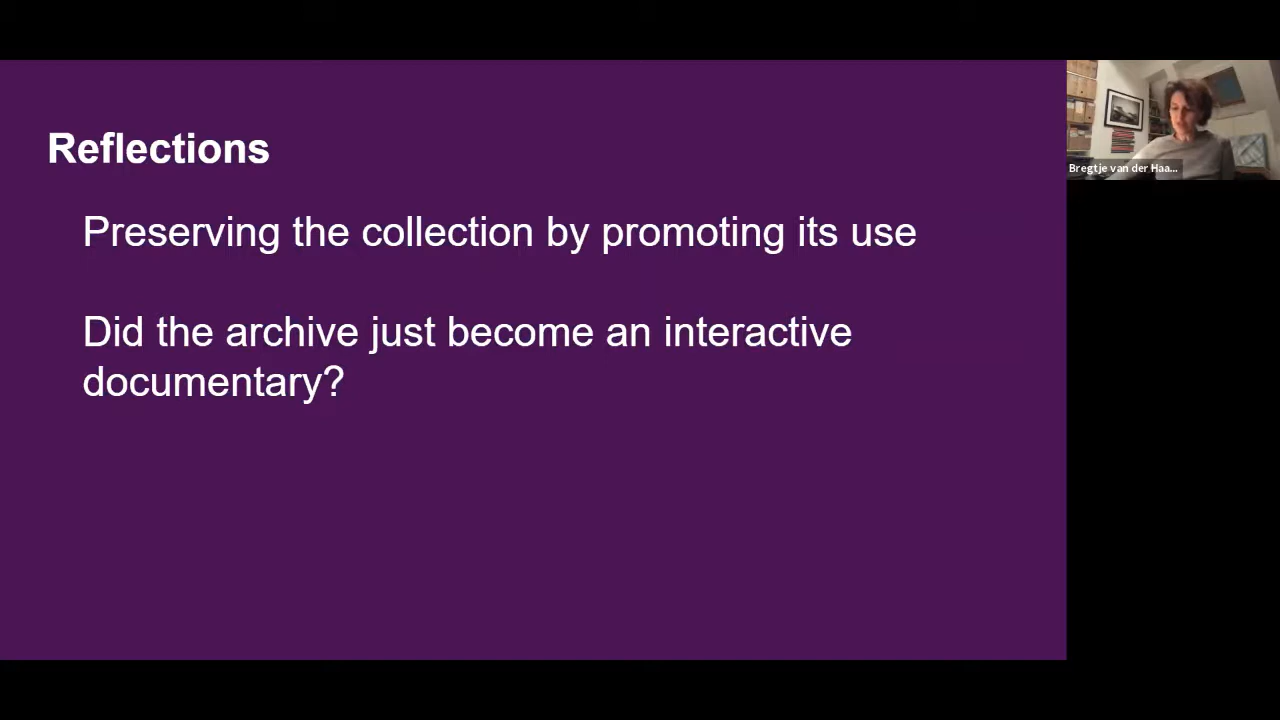 Reflections
Preserving the collection by promoting its use
Did the archive just become an interactive
documentary?
Bregtje van der Haa...